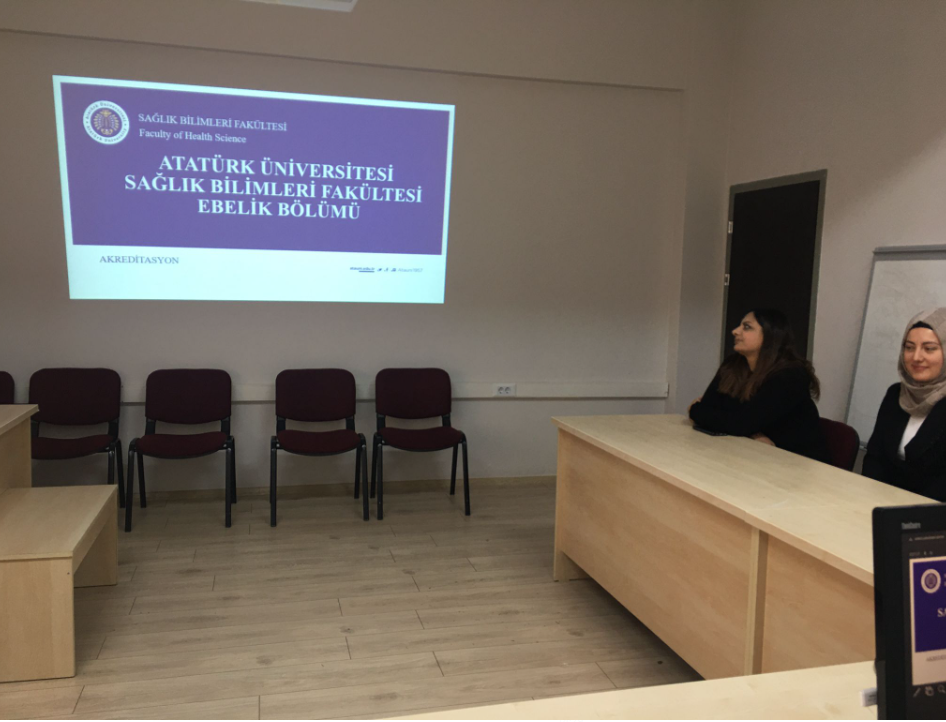 SAĞLIK BİLİMLERİ FAKÜLTESİ
Faculty of Health Science
ATATÜRK ÜNİVERSİTESİ
SAĞLIK BİLİMLERİ FAKÜLTESİ
EBELİK BÖLÜMÜ
AKREDİTASYON